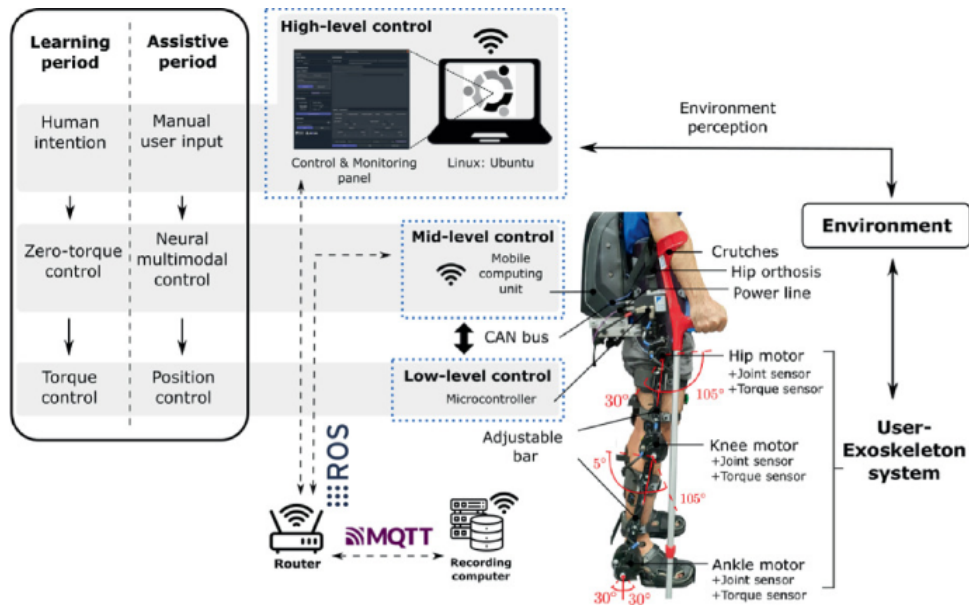 Learning
period
Assistive
period
Human
intention
Manual
user input
Zero-torque
control
Neural
multimodal control
Torque
control
Position
control
High-level control
Control & Monitoring
panel
Linux: Ubuntu
Environment
perception
Environment
Mid-level control
Mobile
computing
unit
CAN bus
Low-level control
Microcontroller
Adjustable
bar
Crutches
Hip orthosis
Power line
Hip motor
+Joint sensor
+Torque sensor
105°
30°
Knee motor
+Joint sensor
+Torque sensor
5°
105°
Ankle motor
+Joint sensor
+Torque sensor
30°
30°
User-
Exoskeleton
system
ROS
MQTT
Router
Recording
computer